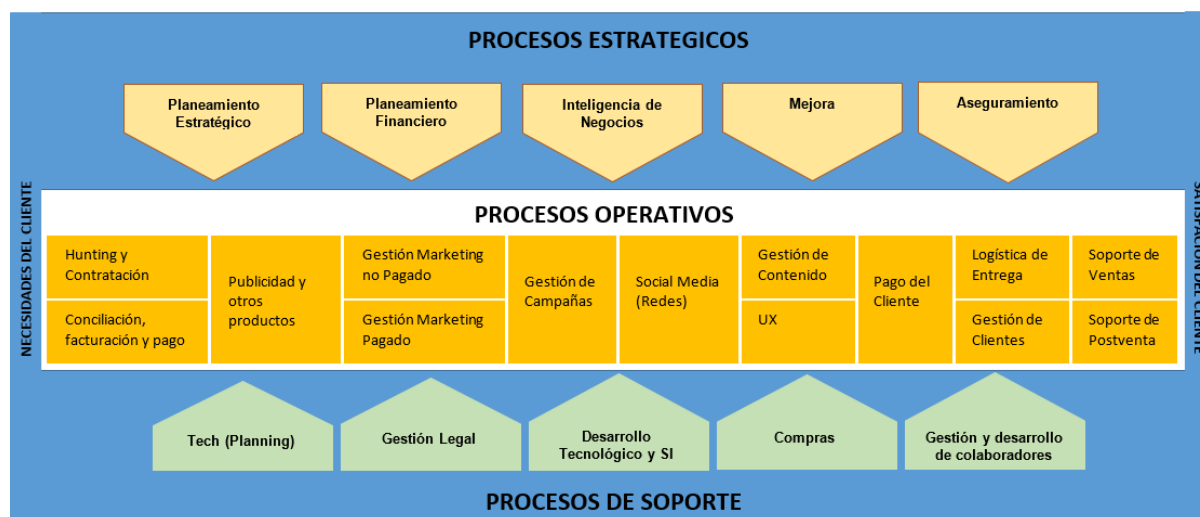 PROCESOS ESTRATEGICOS
Planeamiento
Estratégico
Planeamiento
Financiero
Inteligencia de
Negocios
Mejora
Aseguramiento
NECESIDADES DEL CLIENTE
PROCESOS OPERATIVOS
Hunting y
Contratación
Conciliación,
facturación y pago
Publicidad y
otros
productos
Gestión Marketing
no Pagado
Gestión Marketing
Pagado
Gestión de
Campañas
Social Media
(Redes)
Gestión de
Contenido
UX
Pago del
Cliente
Logística de
Entrega
Gestión de
Clientes
Soporte de
Ventas
Soporte de
Postventa
SATISFACION DEL CLIENTE
Tech (Planning)
Gestión Legal
Desarrollo
Tecnológico y SI
Compras
Gestión y desarrollo
de colaboradores
PROCESOS DE SOPORTE